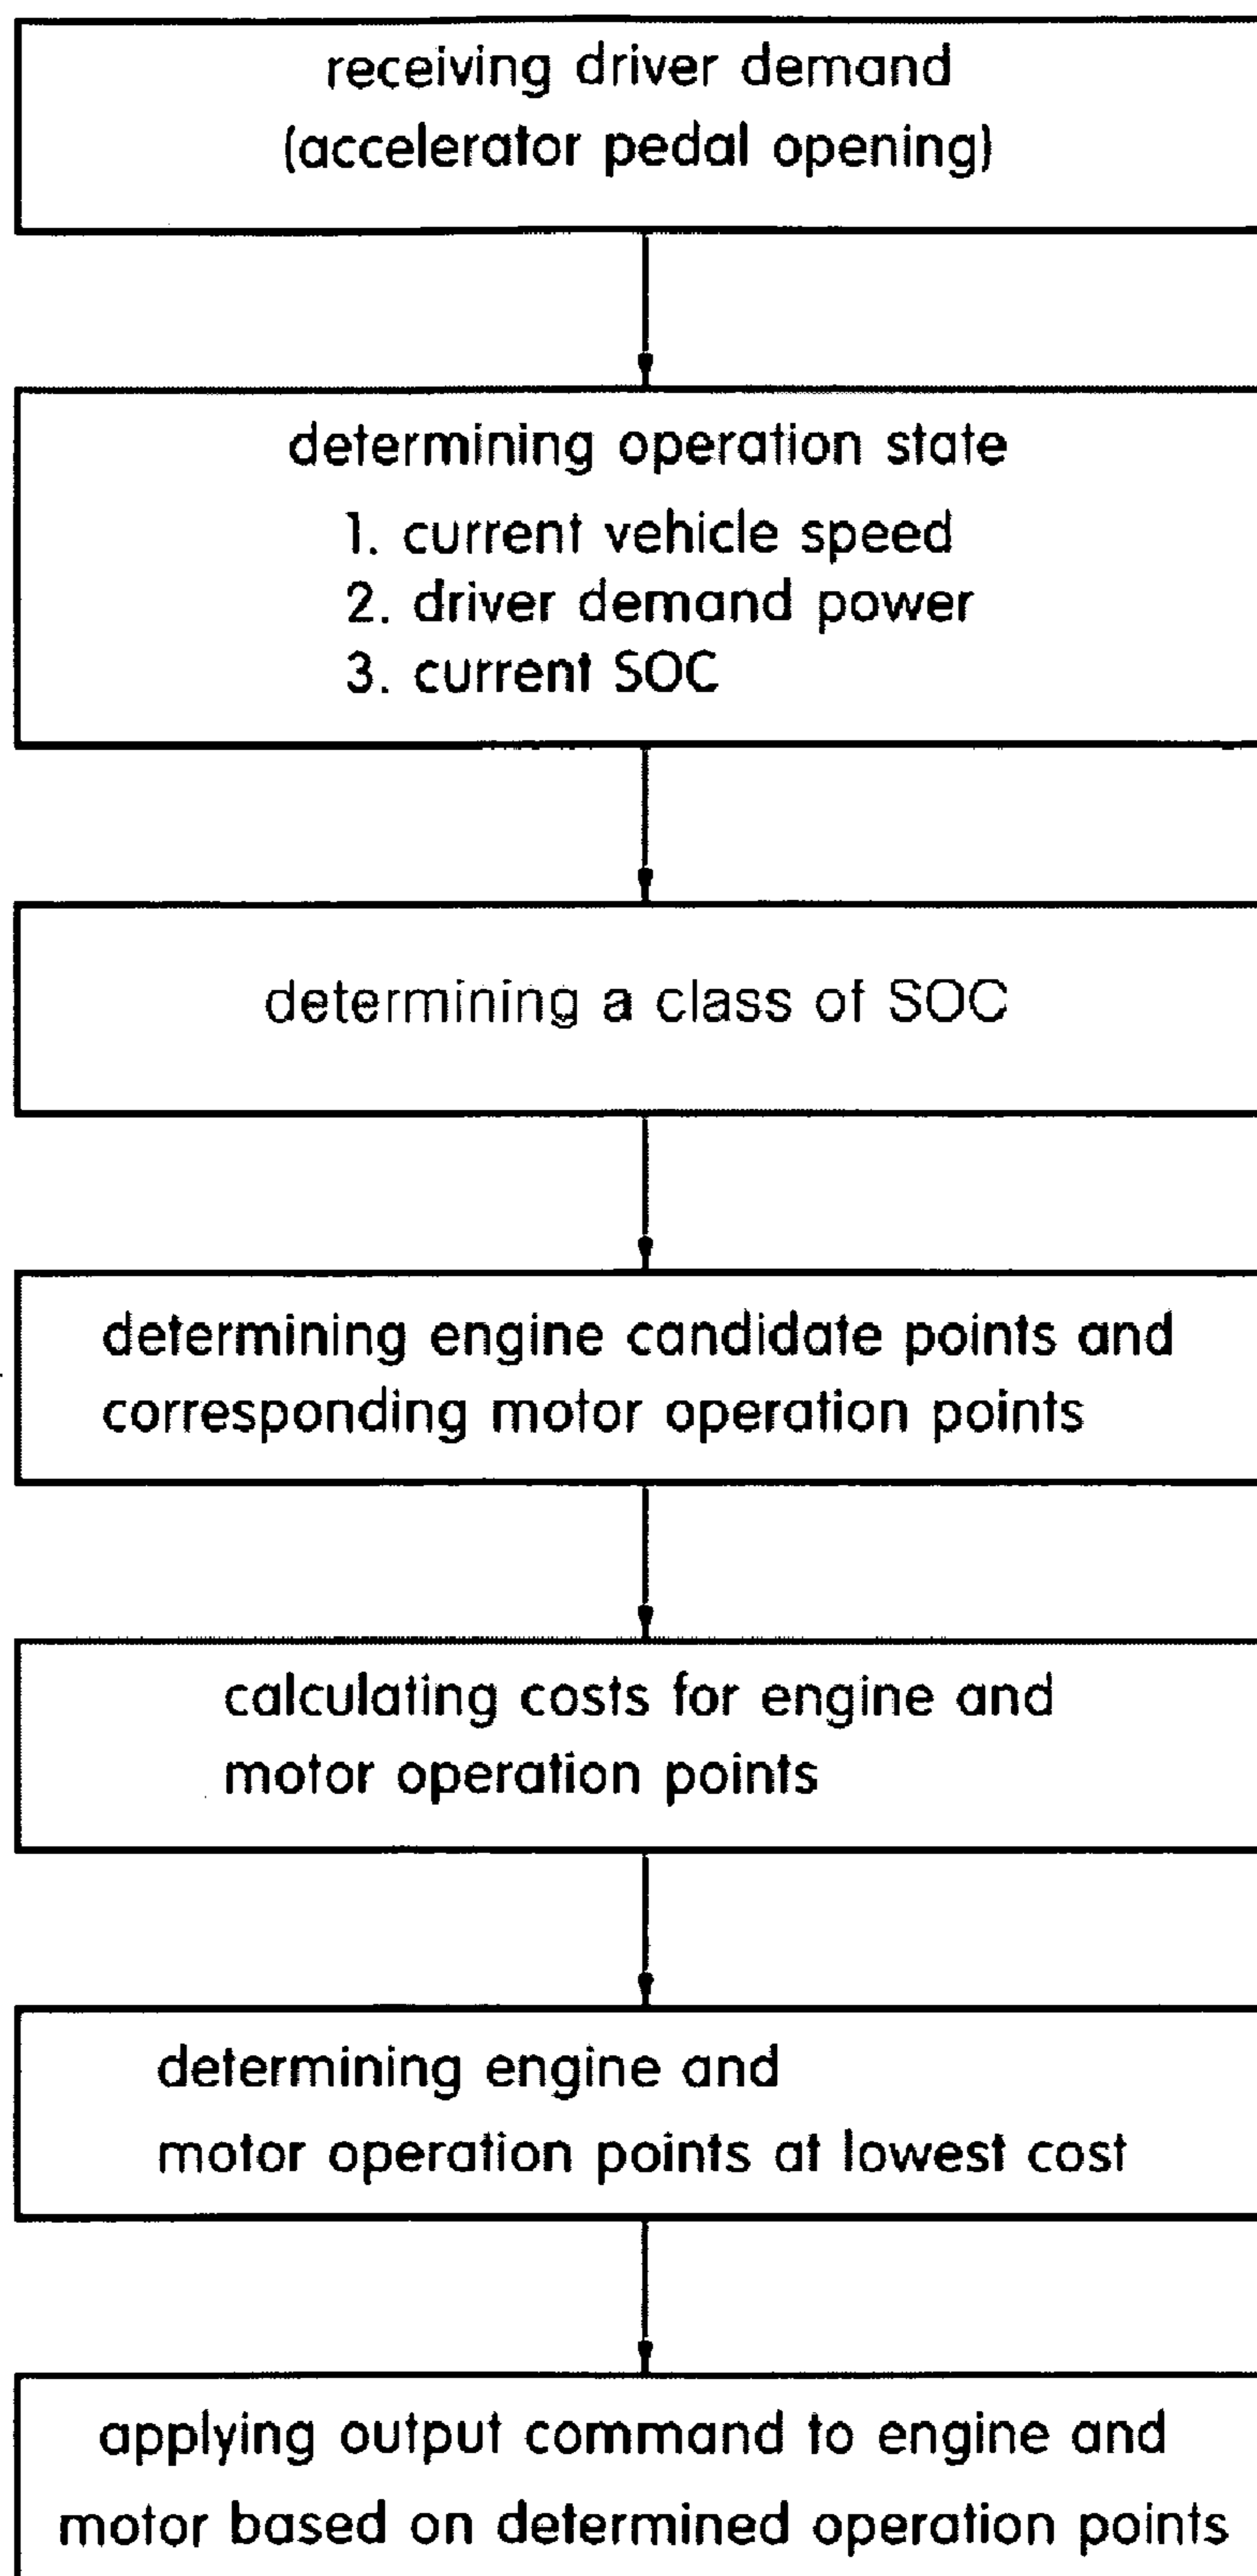 receiving driver demand
(accelerator pedal opening)
determining operation state
1. current vehicle speed
2. driver demand power
3. current SOC
determining a class of SOC
determining engine candidate points and
corresponding motor operation points
calculating costs for engine and
motor operation points
determining engine and
motor operation points at lowest cost
applying output command to engine and
motor based on determined operation points